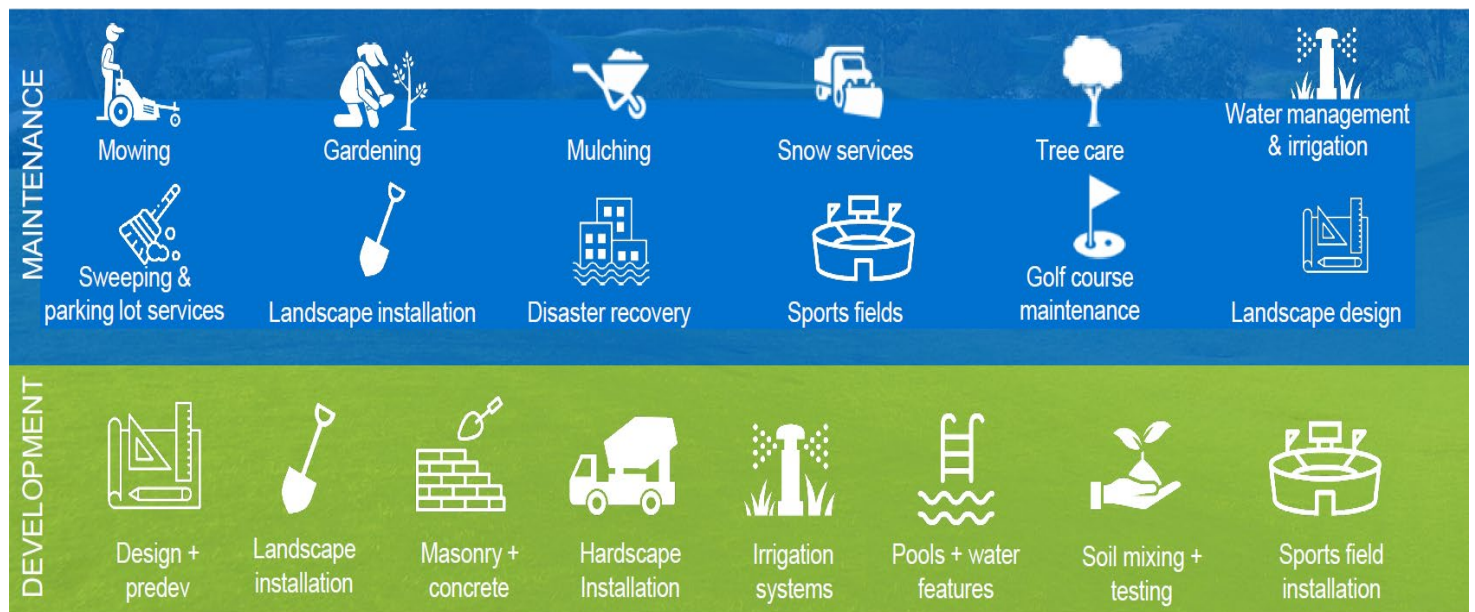 MAINTENANCE
Mowing
Gardening
Mulching
Snow services
Tree care
Water management
& irrigation
Sweeping &
parking lot services
Landscape installation
Disaster recovery
Sports fields
Golf course
maintenance
Landscape design
DEVELOPMENT
Design +
predev
Landscape
installation
Masonry +
concrete
Hardscape
Installation
Irrigation
systems
Pools + water
features
Soil mixing +
testing
Sports field
installation